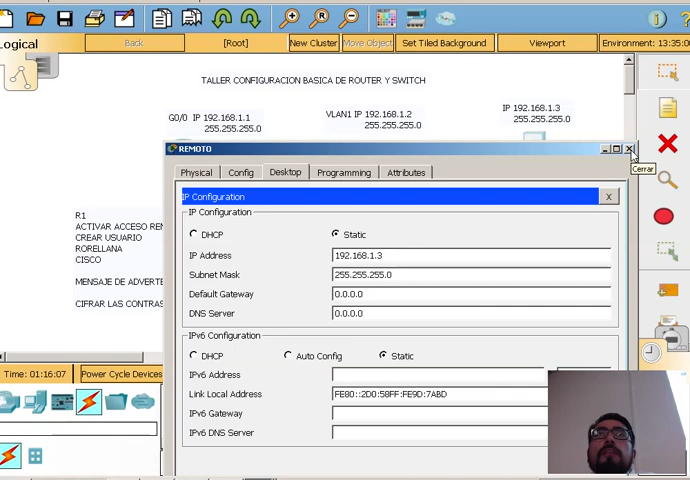 Logical
Back
[Root]
New Cluster
Move Object
Set Tiled Background
Viewport
Environment: 13:35:0
TALLER CONFIGURACION BASICA DE ROUTER Y SWITCH
G0/0 IP 192.168.1.1
255.255.255.0
VLAN1 IP 192.168.1.2
255.255.255.0
IP 192.168.1.3
255.255.255.0
REMOTO
Cerrar
Physical
Config
Desktop
Programming
Attributes
IP Configuration
X
IP Configuration
DHCP
Static
IP Address
192.168.1.3
Subnet Mask
255.255.255.0
Default Gateway
0.0.0.0
DNS Server
0.0.0.0
IPv6 Configuration
DHCP
Auto Config
Static
IPv6 Address
Link Local Address
FE80::2D0:58FF:FE9D:7ABD
IPv6 Gateway
IPv6 DNS Server
R1
ACTIVAR ACCESO REM
CREAR USUARIO
RORELLANA
CISCO
MENSAJE DE ADVERTE
CIFRAR LAS CONTRAS
Time: 01:16:07
Power Cycle Devices